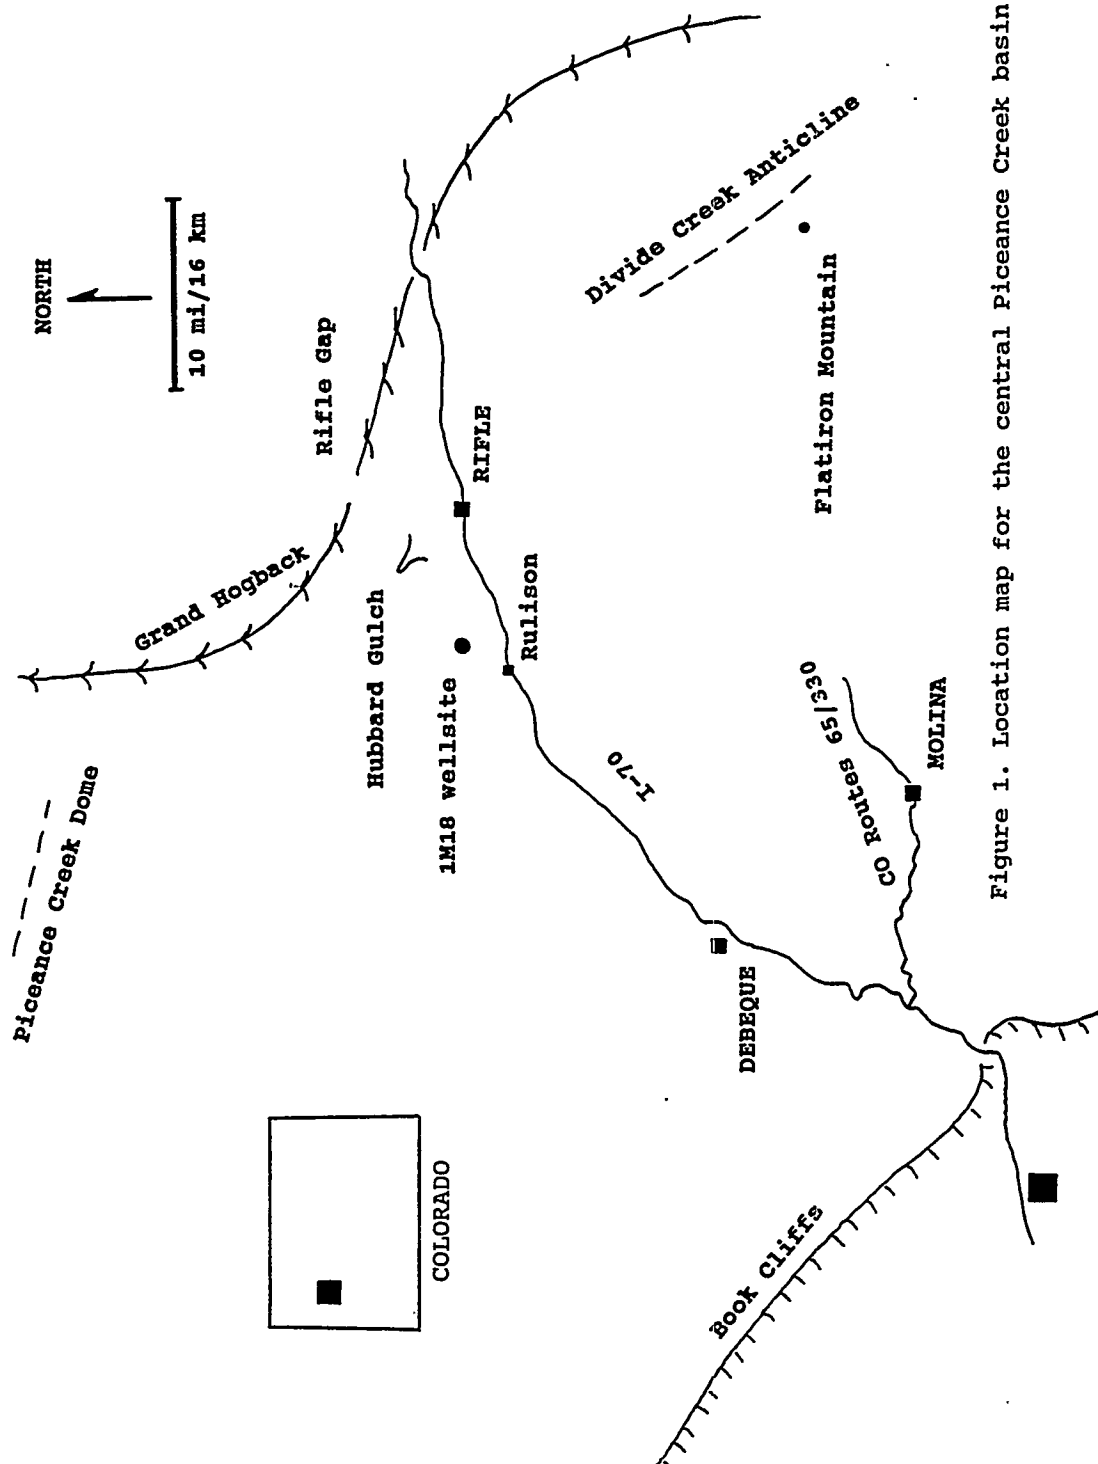 NORTH
10 mi/16 km
Piceance Creek Dome
Grand Hogback
Rifle Gap
COLORADO
Hubbard Gulch
1M18 wellsite
RIFLE
Rulison
I-70
Divide Creek Anticline
Flatiron Mountain
DEBEQUE
Book Cliffs
CO Routes 65/330
MOLINA
Figure 1. Location map for the central Piceance Creek basin